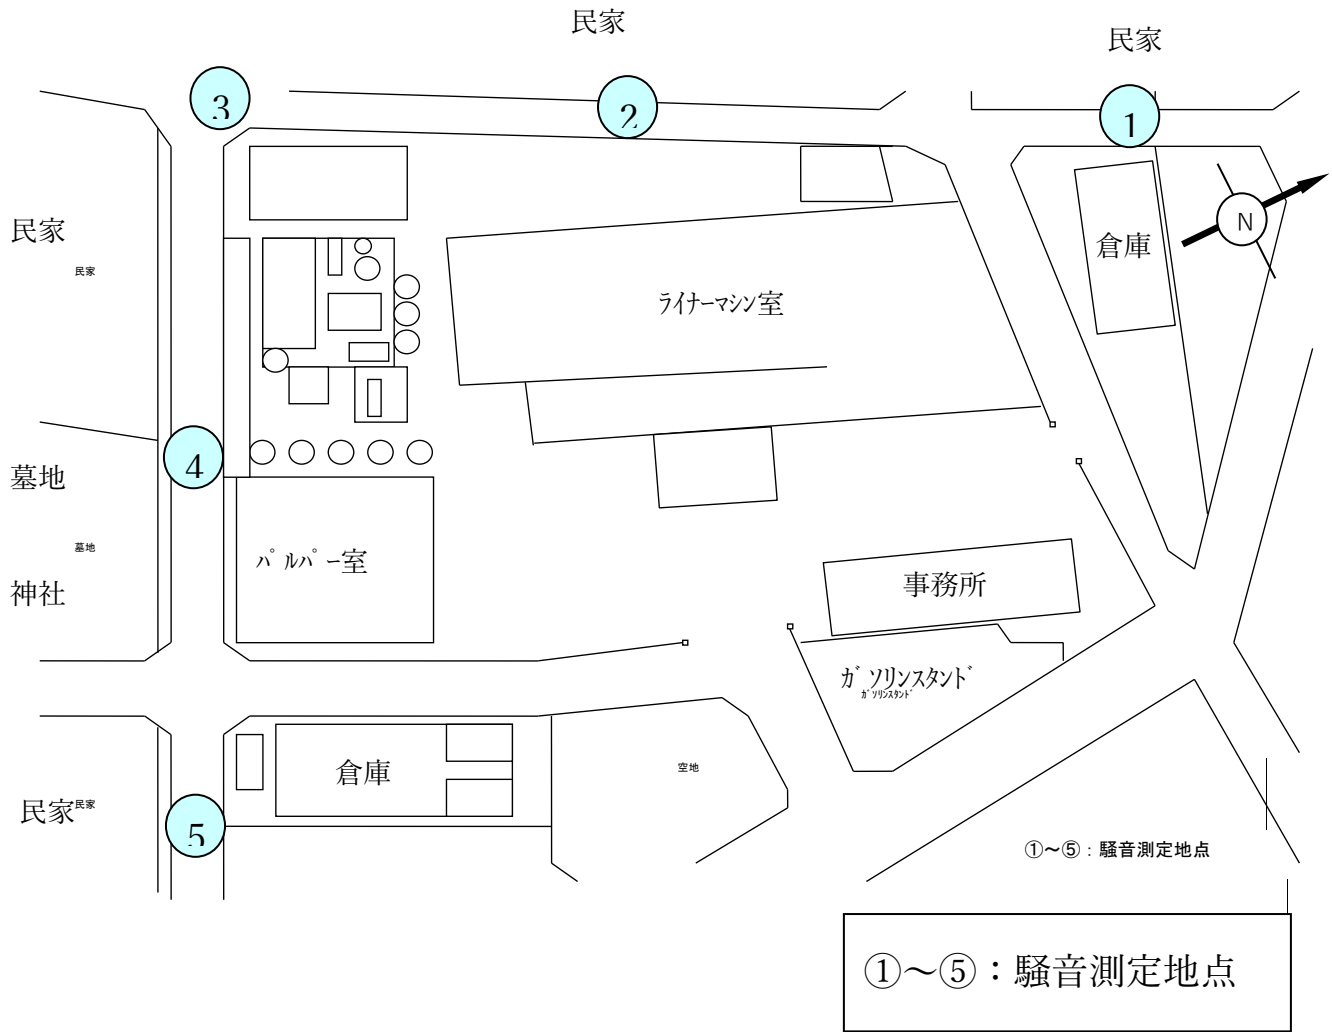 民家
民家
3
2
1
民家
民家
倉庫
N
ライナーマシン室
4
墓地
墓地
神社
パルパー室
事務所
ガソリンスタンド
ガソリンスタンド
倉庫
空地
民家
民家
5
①～⑤：騒音測定地点
①～⑤：騒音測定地点